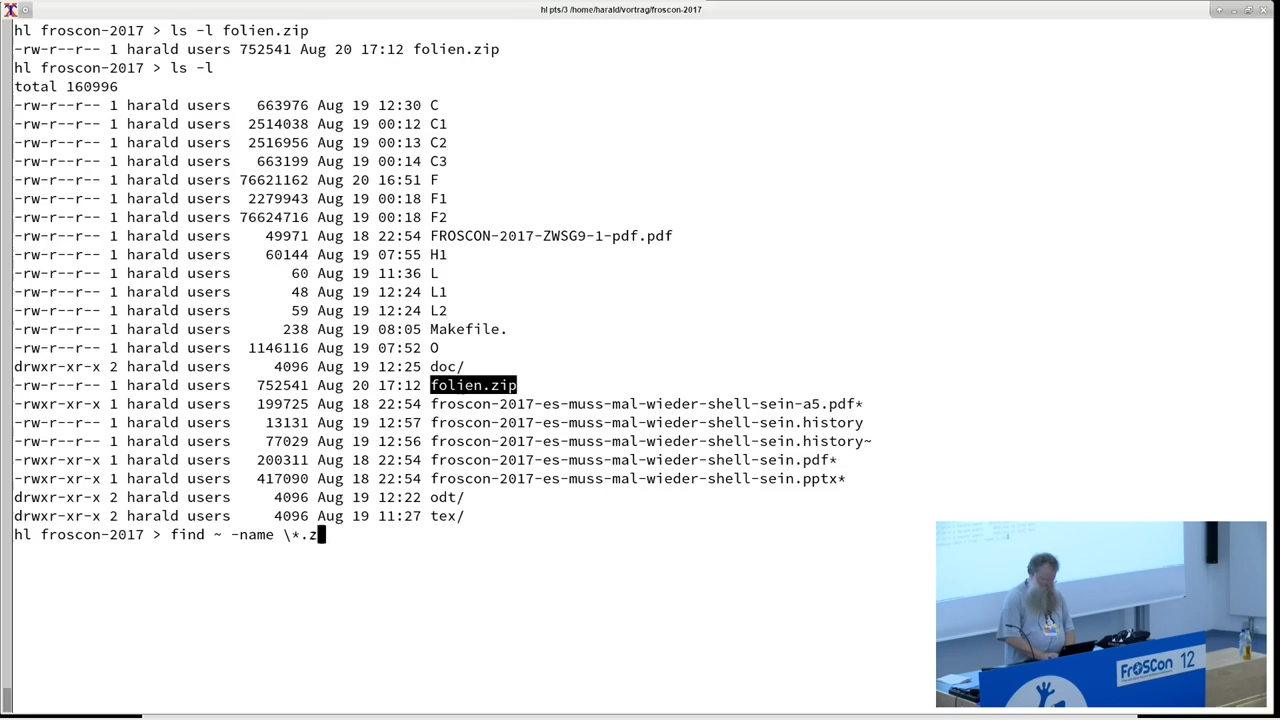 hl pts/3 /home/harald/vortrag/froscon-2017
hl froscon-2017 > ls -l folien.zip
-rw-r--r-- 1 harald users 752541 Aug 20 17:12 folien.zip
hl froscon-2017 > ls -l
total 160996
-rw-r--r-- 1 harald users   663976 Aug 19 12:30 C
-rw-r--r-- 1 harald users  2514038 Aug 19 00:12 C1
-rw-r--r-- 1 harald users  2516956 Aug 19 00:13 C2
-rw-r--r-- 1 harald users   663199 Aug 19 00:14 C3
-rw-r--r-- 1 harald users 76621162 Aug 20 16:51 F
-rw-r--r-- 1 harald users  2279943 Aug 19 00:18 F1
-rw-r--r-- 1 harald users 76624716 Aug 19 00:18 F2
-rw-r--r-- 1 harald users    49971 Aug 18 22:54 FROSCON-2017-ZWSG9-1-pdf.pdf
-rw-r--r-- 1 harald users    60144 Aug 19 07:55 H1
-rw-r--r-- 1 harald users       60 Aug 19 11:36 L
-rw-r--r-- 1 harald users       48 Aug 19 12:24 L1
-rw-r--r-- 1 harald users       59 Aug 19 12:24 L2
-rw-r--r-- 1 harald users      238 Aug 19 08:05 Makefile.
-rw-r--r-- 1 harald users  1146116 Aug 19 07:52 O
drwxr-xr-x 2 harald users     4096 Aug 19 12:25 doc/
-rw-r--r-- 1 harald users   752541 Aug 20 17:12 folien.zip
-rwxr-xr-x 1 harald users   199725 Aug 18 22:54 froscon-2017-es-muss-mal-wieder-shell-sein-a5.pdf*
-rw-r--r-- 1 harald users    13131 Aug 19 12:57 froscon-2017-es-muss-mal-wieder-shell-sein.history
-rw-r--r-- 1 harald users    77029 Aug 19 12:56 froscon-2017-es-muss-mal-wieder-shell-sein.history~
-rwxr-xr-x 1 harald users   200311 Aug 18 22:54 froscon-2017-es-muss-mal-wieder-shell-sein.pdf*
-rwxr-xr-x 1 harald users   417090 Aug 18 22:54 froscon-2017-es-muss-mal-wieder-shell-sein.pptx*
drwxr-xr-x 2 harald users     4096 Aug 19 12:22 odt/
drwxr-xr-x 2 harald users     4096 Aug 19 11:27 tex/
hl froscon-2017 > find ~ -name \*.z
FrOSCon 12